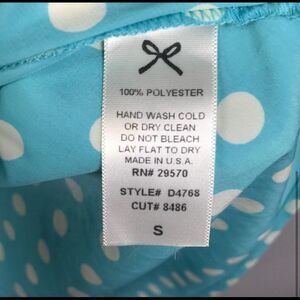 100% POLYESTER
HAND WASH COLD
OR DRY CLEAN
DO NOT BLEACH
LAY FLAT TO DRY
MADE IN U.S.A.
RN# 29570
STYLE# D4768
CUT# 8486
S